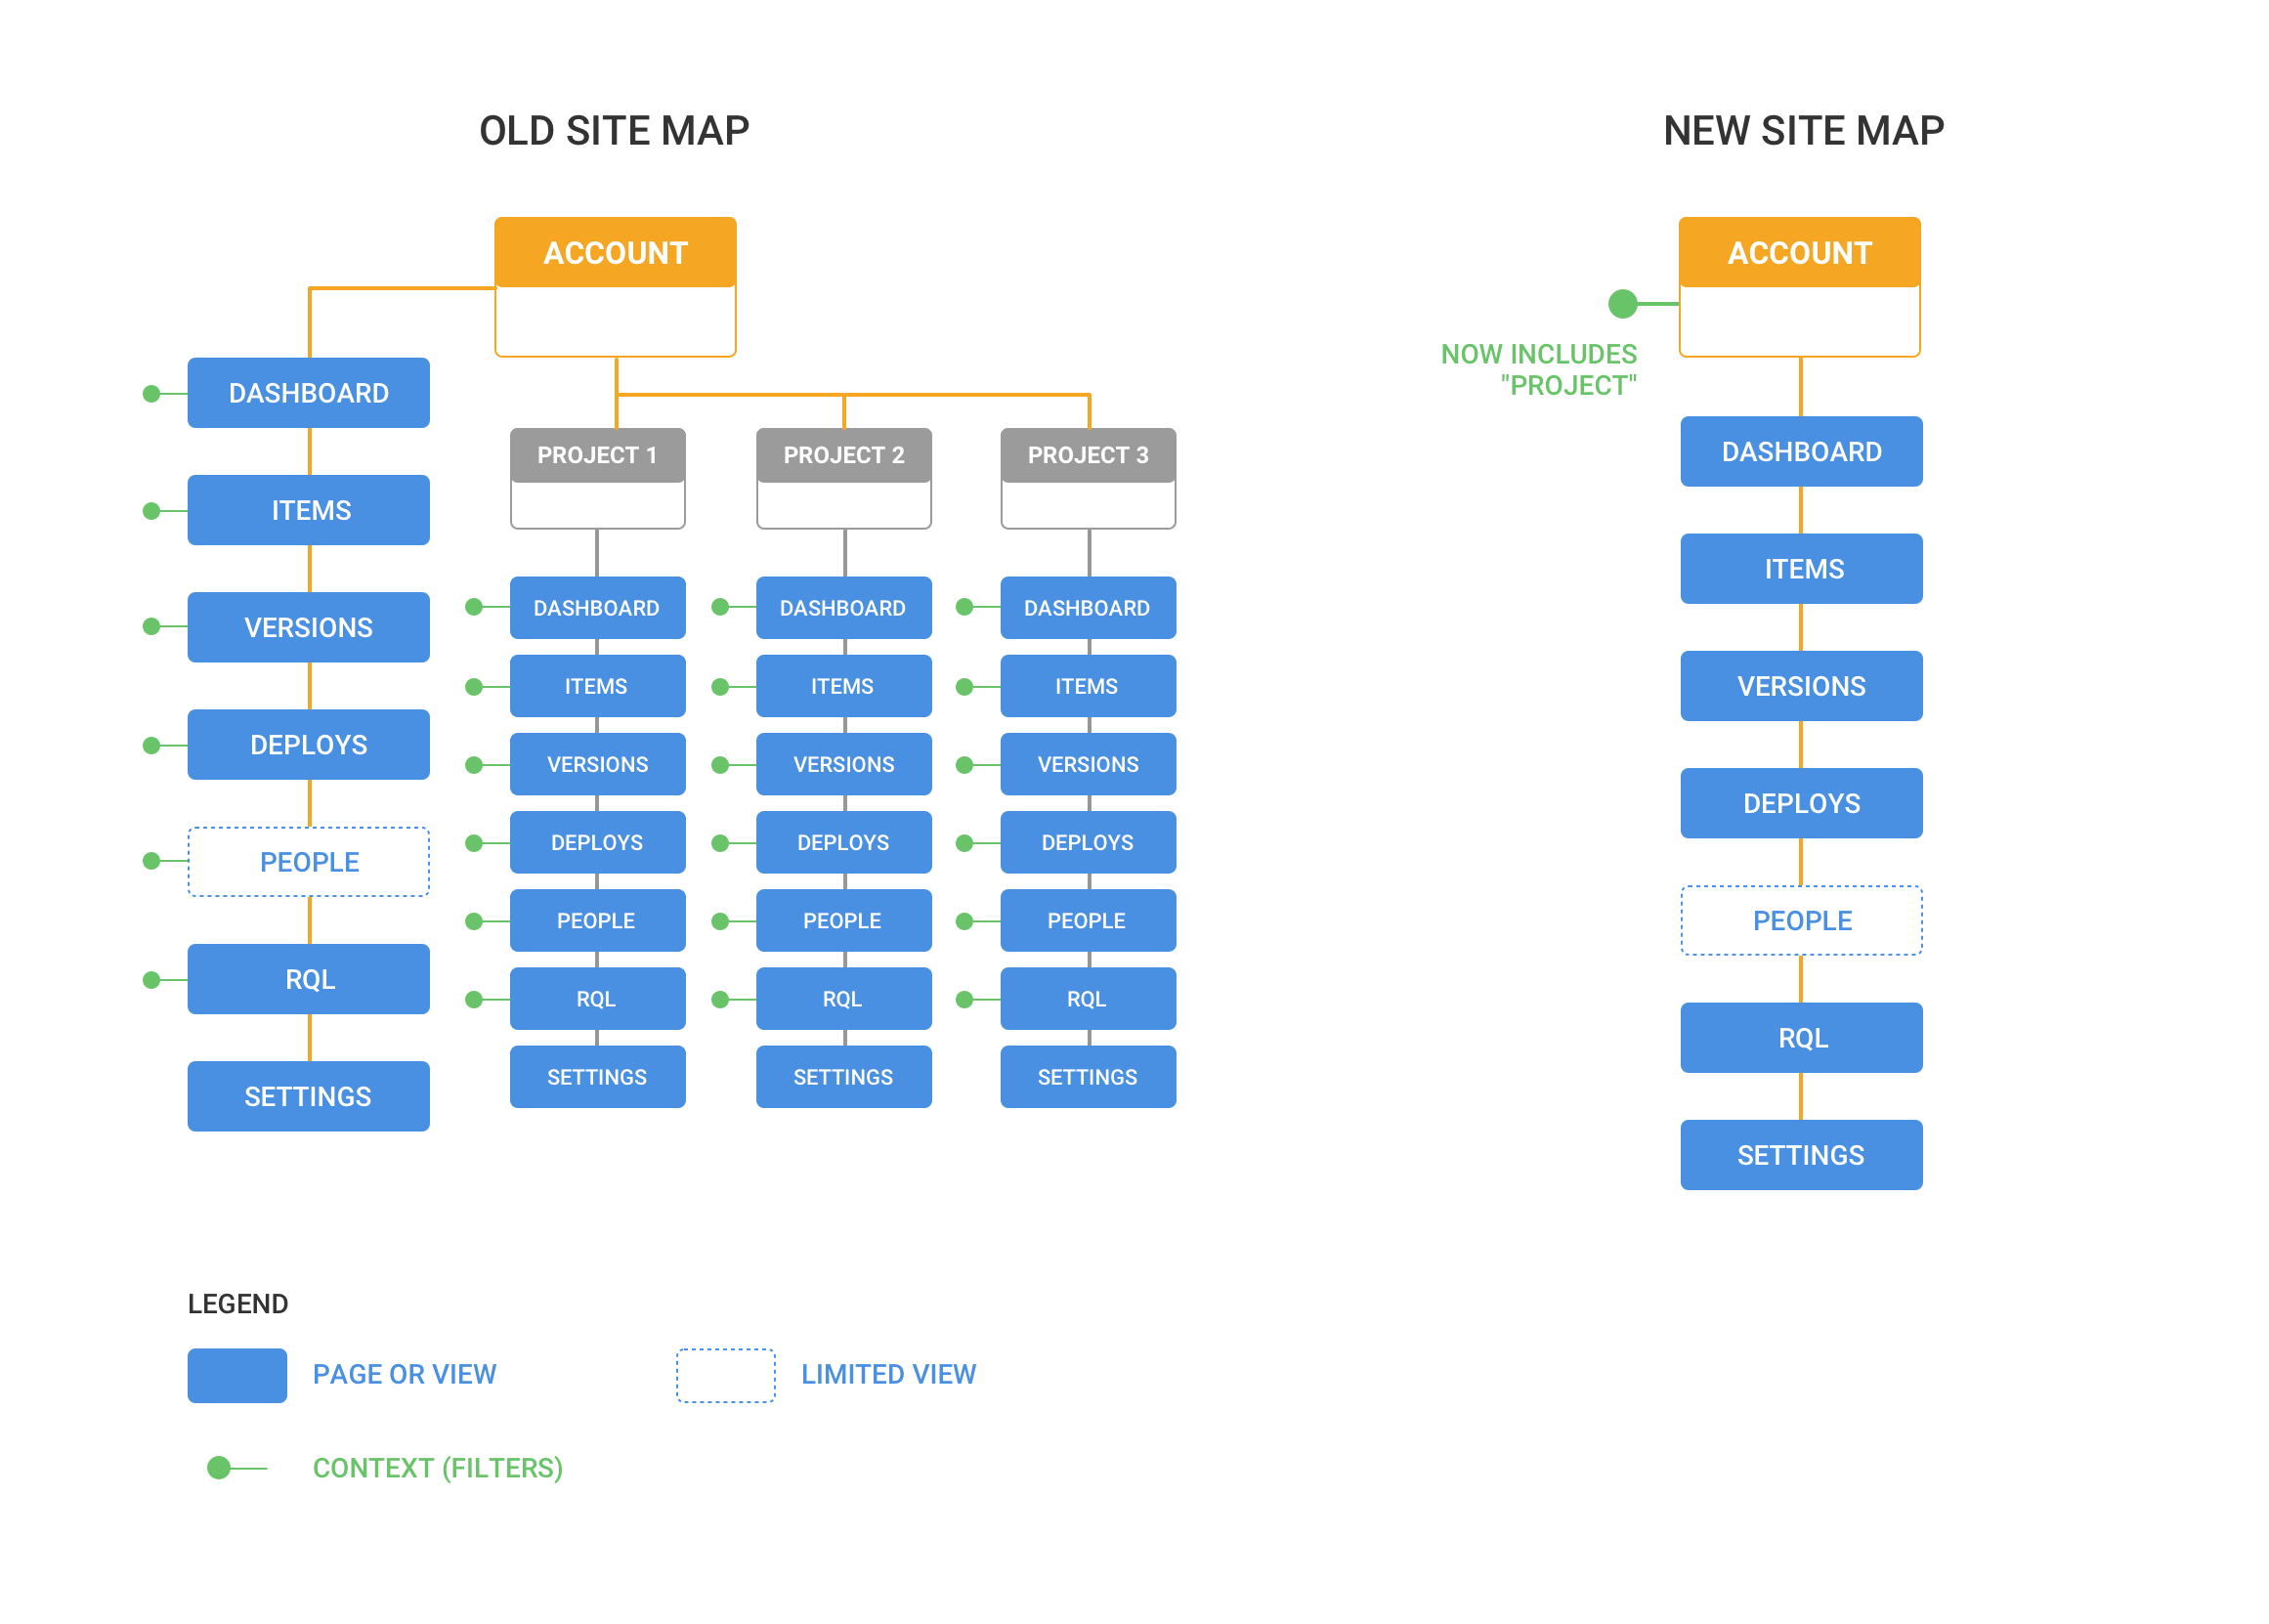 OLD SITE MAP
ACCOUNT
DASHBOARD
ITEMS
VERSIONS
DEPLOYS
PEOPLE
RQL
SETTINGS
PROJECT 1
DASHBOARD
ITEMS
VERSIONS
DEPLOYS
PEOPLE
RQL
SETTINGS
PROJECT 2
DASHBOARD
ITEMS
VERSIONS
DEPLOYS
PEOPLE
RQL
SETTINGS
PROJECT 3
DASHBOARD
ITEMS
VERSIONS
DEPLOYS
PEOPLE
RQL
SETTINGS
NEW SITE MAP
ACCOUNT
NOW INCLUDES
"PROJECT"
DASHBOARD
ITEMS
VERSIONS
DEPLOYS
PEOPLE
RQL
SETTINGS
LEGEND
PAGE OR VIEW
LIMITED VIEW
CONTEXT (FILTERS)